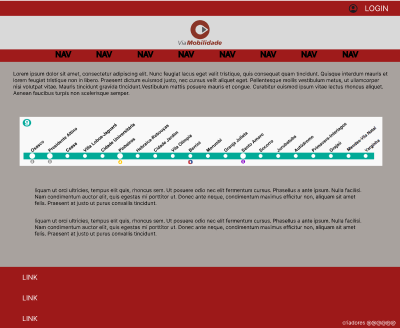 LOGIN
ViaMobilidade
NAV NAV NAV NAV NAV NAV NAV NAV
Lorem ipsum dolor sit amet, consectetur adipiscing elit. Nunc feugiat lacus eget velit tristique, quis consequat quam tincidunt. Quisque interdum mauris et
lorem feugiat tristique non in libero. Praesent dictum euismod justo, nec cursus velit aliquet eget. Pellentesque mollis vestibulum metus, ut ullamcorper
nisi volutpat vitae. Mauris tincidunt gravida tincidunt.Vestibulum mattis posuere mauris et congue. Curabitur euismod ipsum vitae lectus rhoncus aliquet.
Aenean faucibus turpis non scelerisque semper.
9
Osasco
Presidente Altino
Ceasa
Villa Lobos-Jaguaré
Cidade Universitária
Pinheiros
Hebraica-Rebouças
Cidade Jardim
Vila Olímpia
Berrini
Morumbi
Granja Julieta
Santo Amaro
Socorro
Jurubatuba
Autódromo
Primavera-Interlagos
Grajaú
Mendes-Vila Natal
Varginha
liquam ut orci ultricies, tempus elit quis, rhoncus sem. Ut posuere odio nec elit fermentum cursus. Phasellus a ante ipsum. Nulla facilisi.
Nam condimentum auctor elit, quis egestas mi porttitor ut. Donec ante neque, condimentum maximus efficitur non, aliquam sit amet
felis. Praesent at justo ut purus convallis tincidunt.
liquam ut orci ultricies, tempus elit quis, rhoncus sem. Ut posuere odio nec elit fermentum cursus. Phasellus a ante ipsum. Nulla facilisi.
Nam condimentum auctor elit, quis egestas mi porttitor ut. Donec ante neque, condimentum maximus efficitur non, aliquam sit amet
felis. Praesent at justo ut purus convallis tincidunt.
LINK
LINK
LINK
criadores @@@@@@